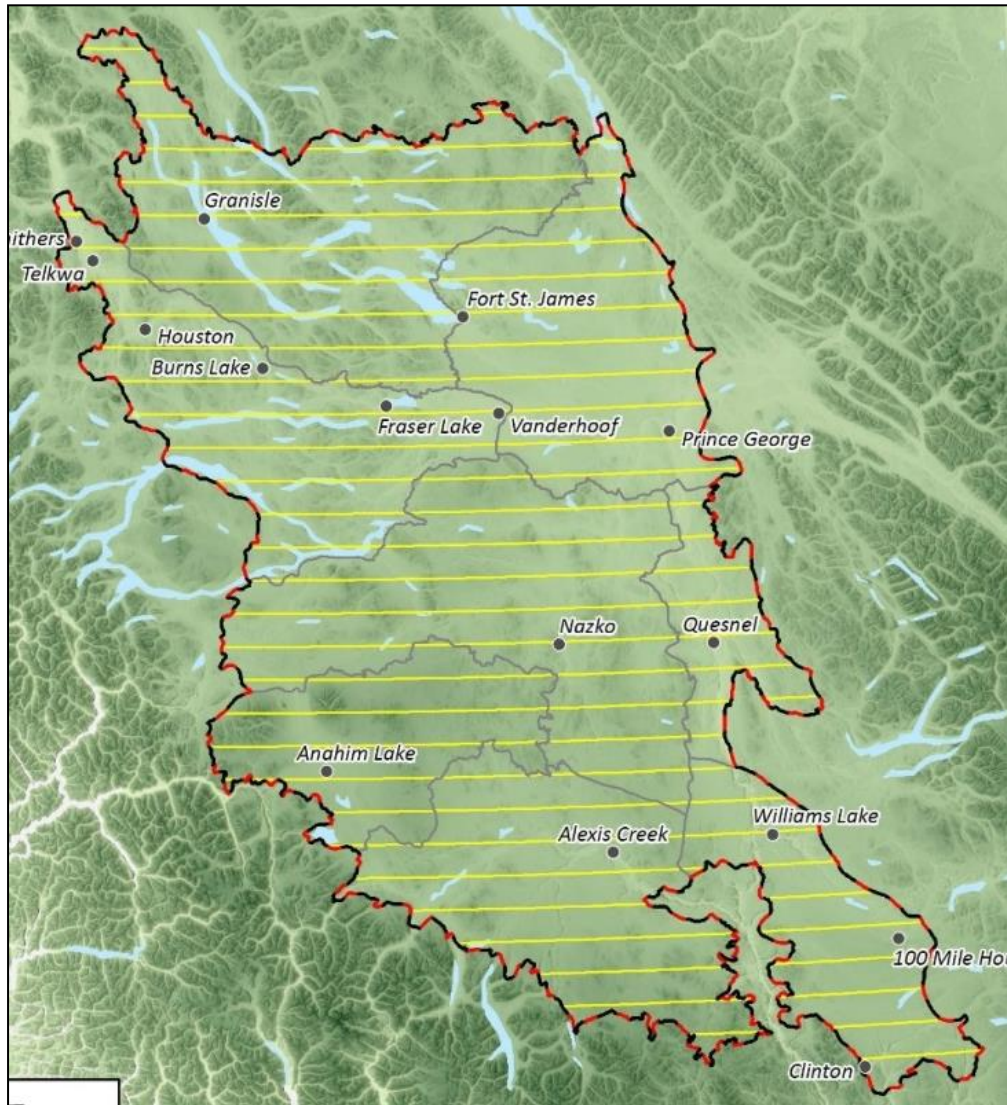 Granisle
ithers
Telkwa
Fort St. James
Houston
Burns Lake
Fraser Lake
Vanderhoof
Prince George
Nazko
Quesnel
Anahim Lake
Williams Lake
Alexis Creek
100 Mile Hou
Clinton